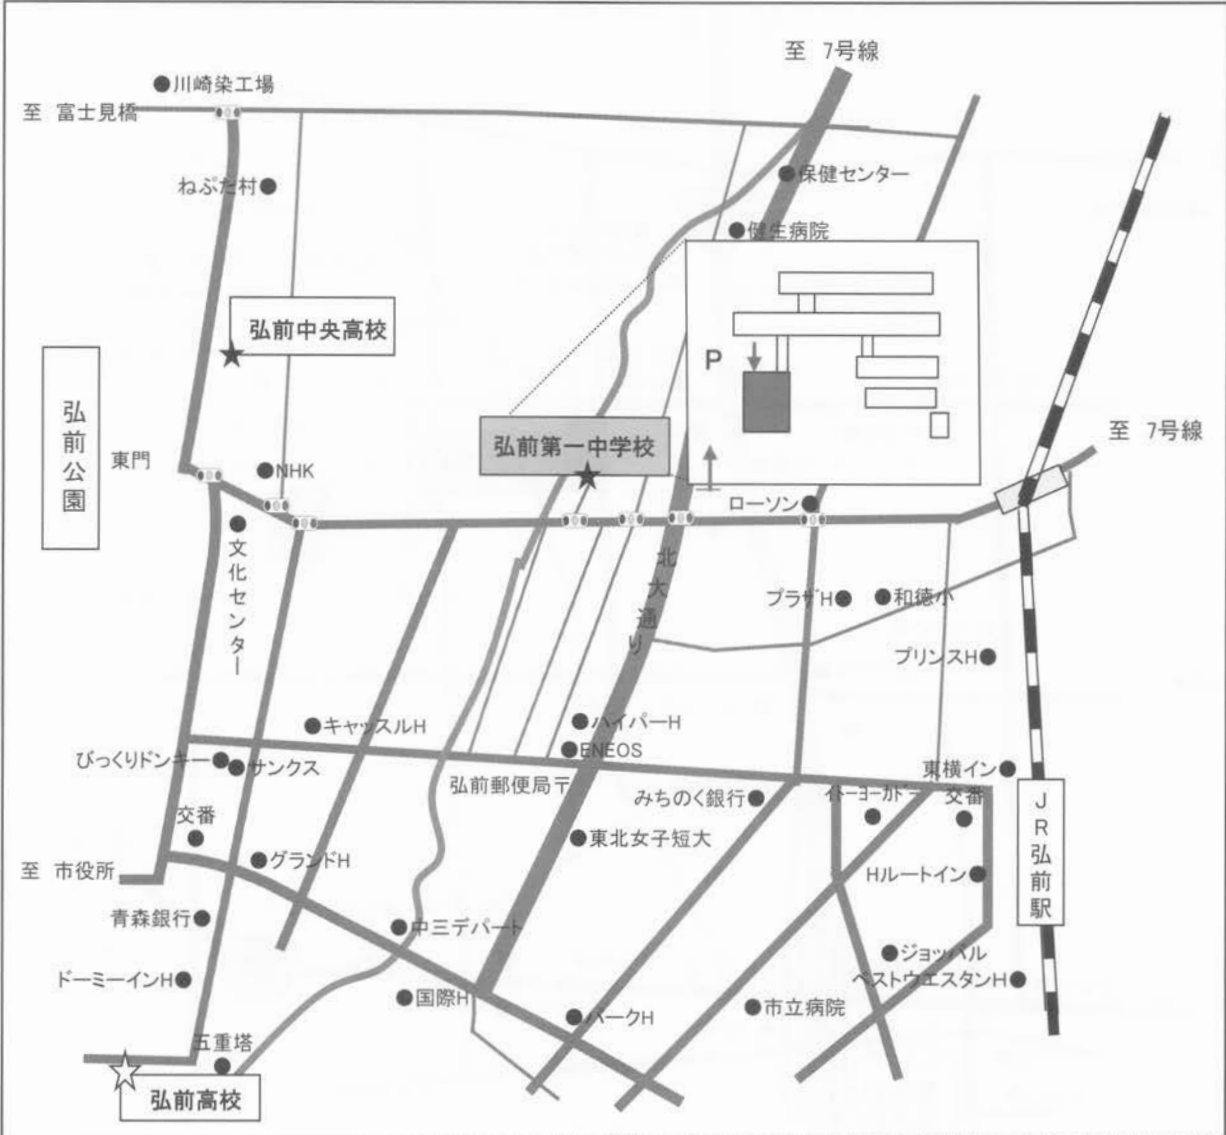 至 7号線
川崎染工場
至 富士見橋
保健センター
ねぷた村
健生病院
弘前中央高校
P
弘前公園
東門
弘前第一中学校
至 7号線
NHK
ローソン
文化センター
北大通り
プラザH
和徳小
プリンスH
キャッスルH
ハイパーH
ENEOS
びっくりドンキー
サンクス
弘前郵便局〒
みちのく銀行
東横イン
イトーヨーカドー
交番
交番
JR弘前駅
東北女子短大
グランドH
至 市役所
Hルートイン
青森銀行
中三デパート
ジョッパル
ドーミーインH
ベストウエスタンH
国際H
パークH
市立病院
五重塔
弘前高校